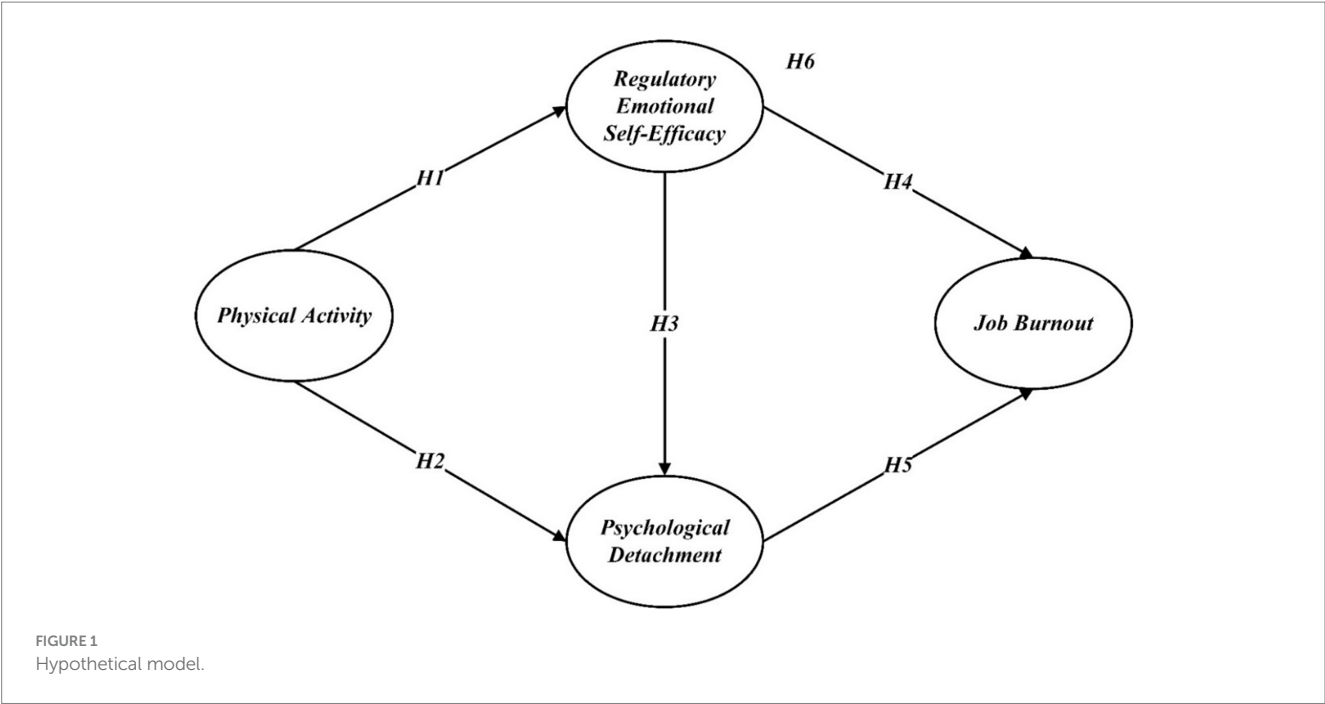 H6
Regulatory
Emotional
Self-Efficacy
H1
H4
Physical Activity
H3
Job Burnout
H2
H5
Psychological
Detachment
FIGURE 1
Hypothetical model.